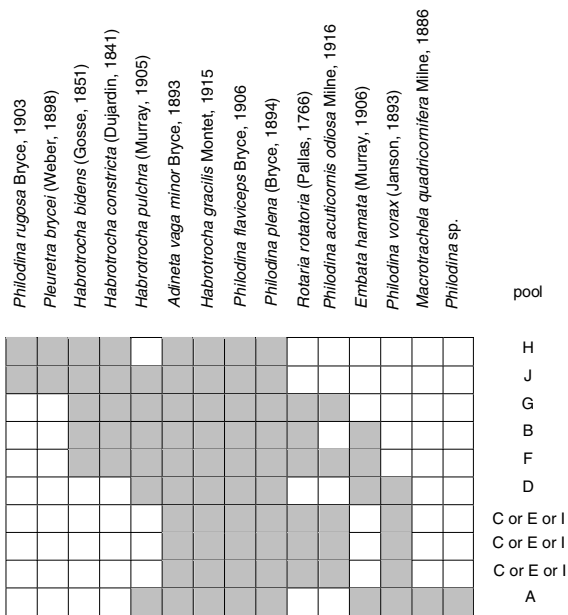 Philodina rugosa Bryce, 1903
Pleuretra brycei (Weber, 1898)
Habrotrocha bidens (Gosse, 1851)
Habrotrocha constricta (Dujardin, 1841)
Habrotrocha pulchra (Murray, 1905)
Adineta vaga minor Bryce, 1893
Habrotrocha gracilis Montet, 1915
Philodina flaviceps Bryce, 1906
Philodina plena (Bryce, 1894)
Rotaria rotatoria (Pallas, 1766)
Philodina acuticornis odiosa Milne, 1916
Embata hamata (Murray, 1906)
Philodina vorax (Janson, 1893)
Macrotrachela quadricornifera Milne, 1886
Philodina sp.
pool
H
J
G
B
F
D
C or E or I
C or E or I
C or E or I
A